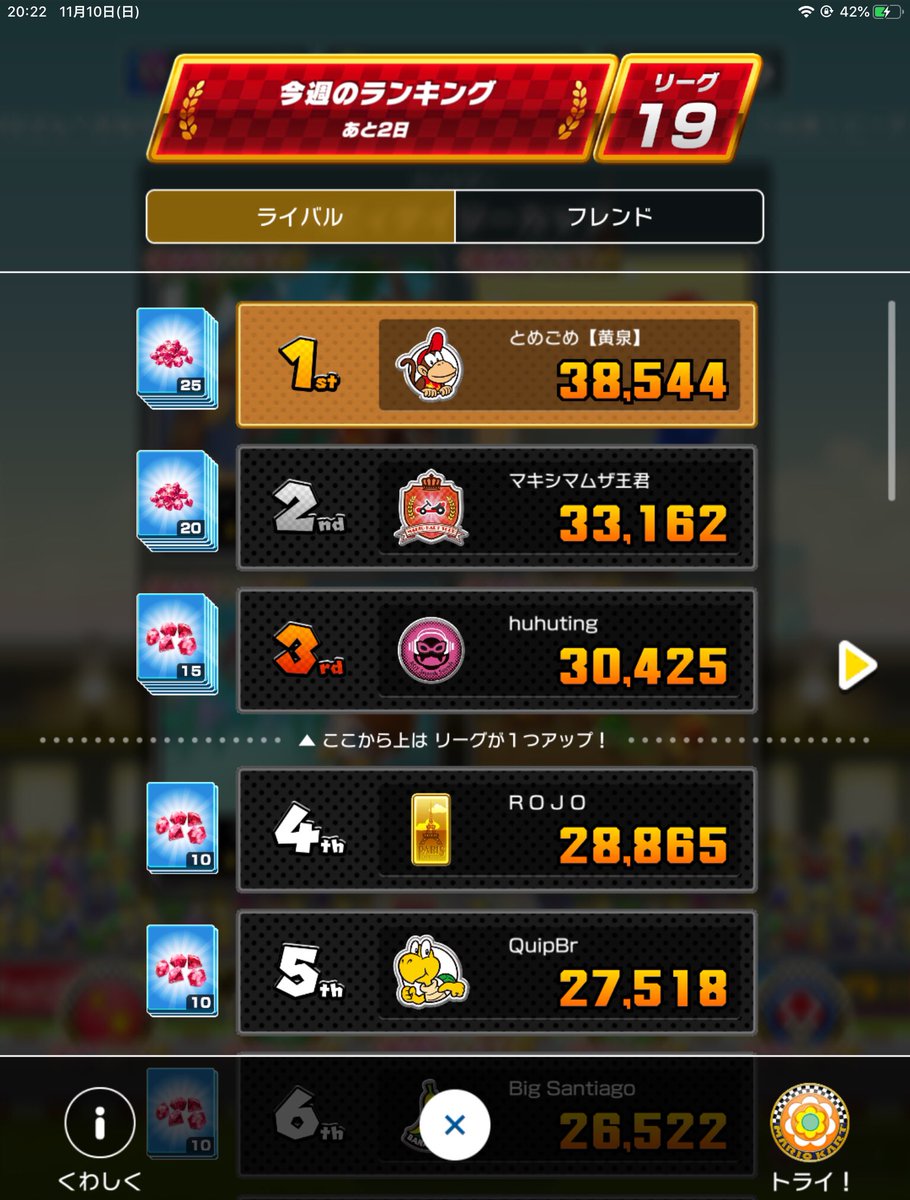 20:22 11月10日(日)
42%
今週のランキング
あと2日
リーグ
19
ライバル
フレンド
25
1st
とめごめ【黄泉】
38,544
20
2nd
マキシマムザ王君
33,162
15
3rd
huhuting
30,425
▲ ここから上は リーグが1つアップ!
10
4th
PARIS
ROJO
28,865
10
5th
QuipBr
27,518
10
6th
Big Santiago
26,522
くわしく
×
MARIO KART
トライ!